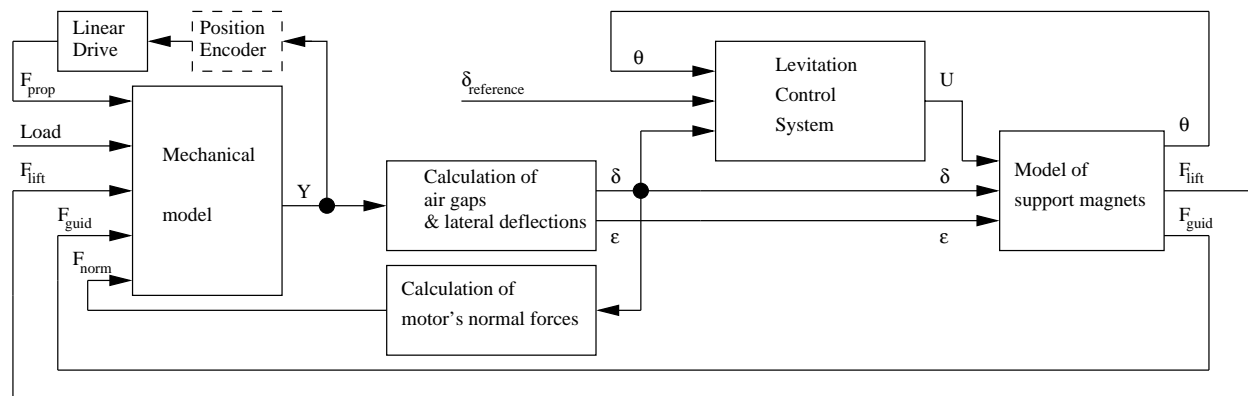 Linear
Drive
Position
Encoder
F_prop
Load
F_lift
F_guid
F_norm
Mechanical
model
Y
Calculation of
air gaps
& lateral deflections
Calculation of
motor's normal forces
δ
ε
θ
δ_reference
Levitation
Control
System
U
δ
ε
Model of
support magnets
θ
F_lift
F_guid